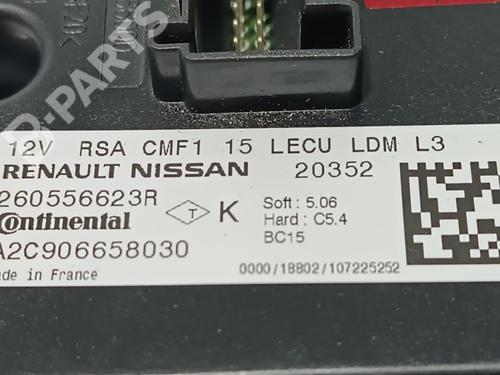 12V RSA CMF1 15 LECU LDM L3
RENAULT NISSAN 20352
260556623R
Continental
T K
Soft : 5.06
Hard : C5.4
BC15
A2C906658030
Made in France
0000/18802/107225252